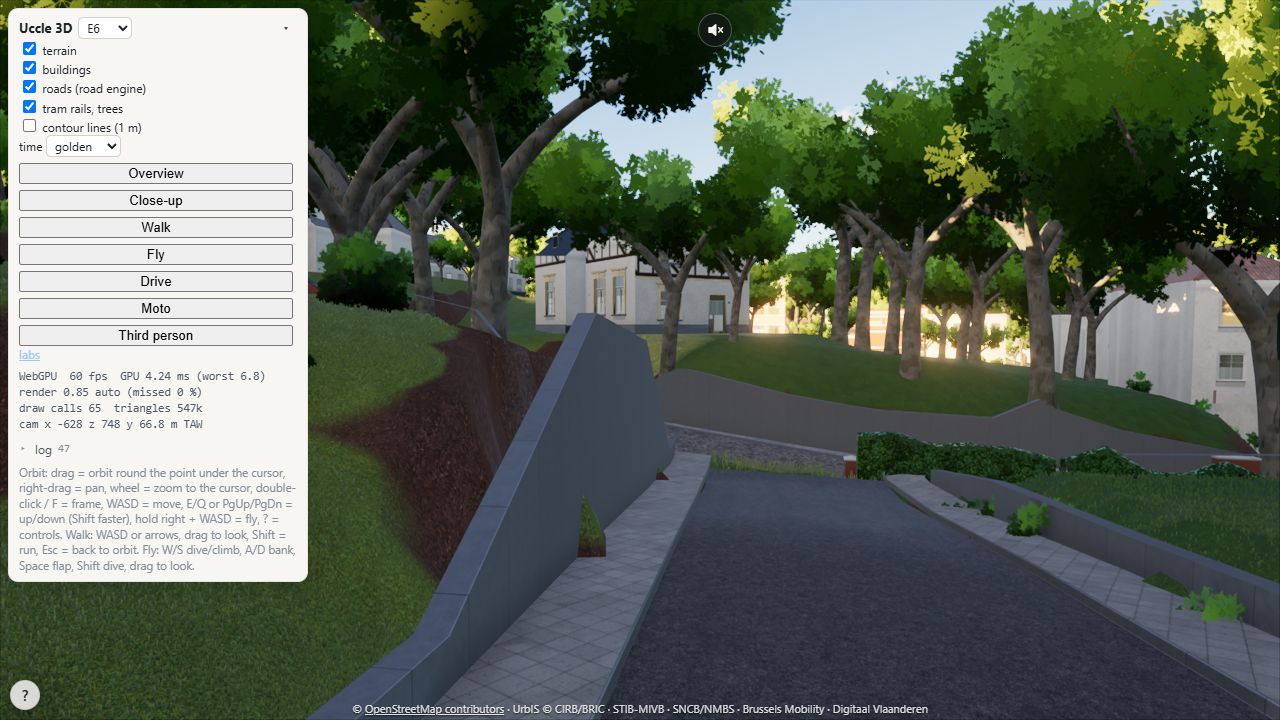 Uccle 3D E6
terrain
buildings
roads (road engine)
tram rails, trees
contour lines (1 m)
time golden
Overview
Close-up
Walk
Fly
Drive
Moto
Third person
labs
WebGPU 60 fps GPU 4.24 ms (worst 6.8)
render 0.85 auto (missed 0 %)
draw calls 65 triangles 547k
cam x -628 z 748 y 66.8 m TAW
log 47
Orbit: drag = orbit round the point under the cursor,
right-drag = pan, wheel = zoom to the cursor, double-
click / F = frame, WASD = move, E/Q or PgUp/PgDn =
up/down (Shift faster), hold right + WASD = fly, ? =
controls. Walk: WASD or arrows, drag to look, Shift =
run, Esc = back to orbit. Fly: W/S dive/climb, A/D bank,
Space flap, Shift dive, drag to look.
?
© OpenStreetMap contributors · UrbIS © CIRB/BRIC · STIB-MIVB · SNCB/NMBS · Brussels Mobility · Digitaal Vlaanderen